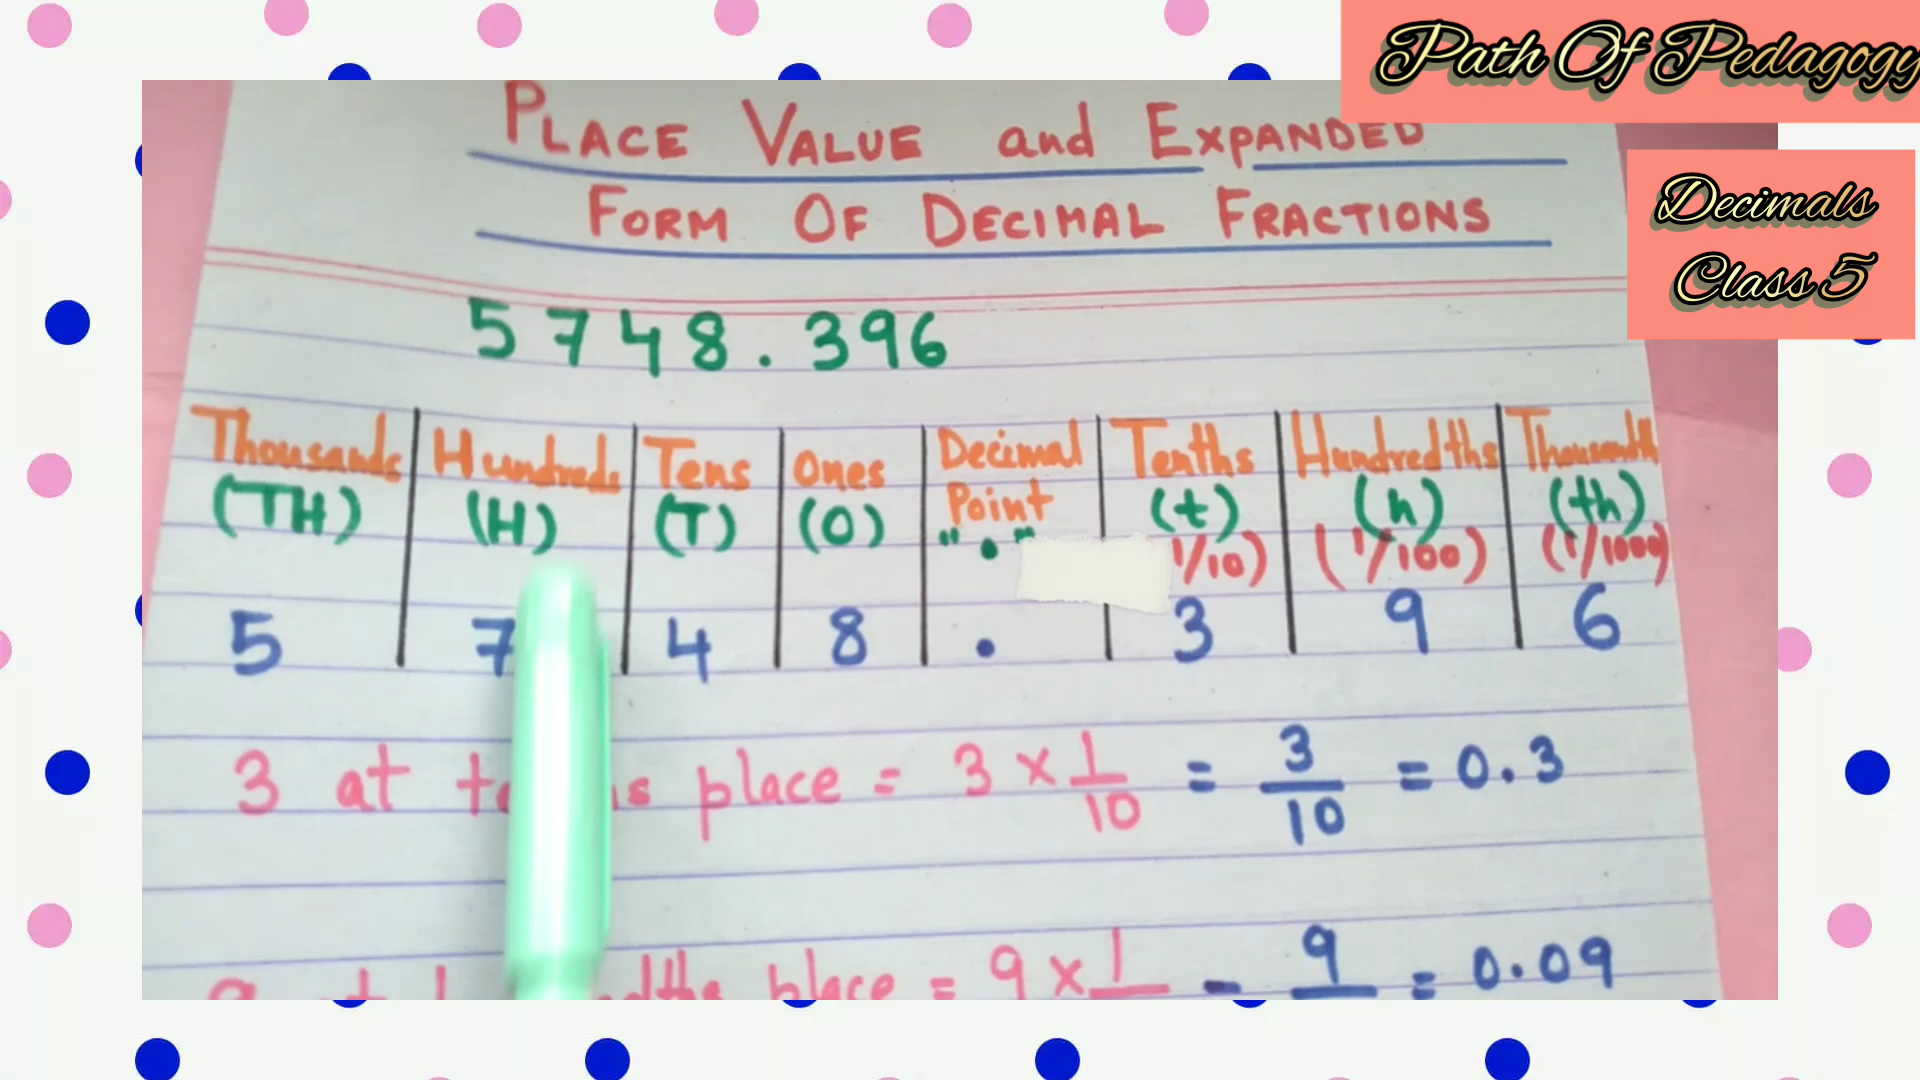 Path Of Pedagogy
Decimals
Class 5
PLACE VALUE and EXPANDED
FORM OF DECIMAL FRACTIONS
5748.396
Thousands Hundreds Tens Ones Decimal Point Tenths Hundredths Thousandth
(TH) (H) (T) (O) "." (t) (h) (th)
1/10) (1/100) (1/1000)
5 7 4 8 . 3 9 6
3 at place = 3 × 1/10 = 3/10 = 0.3
place = 9 × 1 = 9 = 0.09